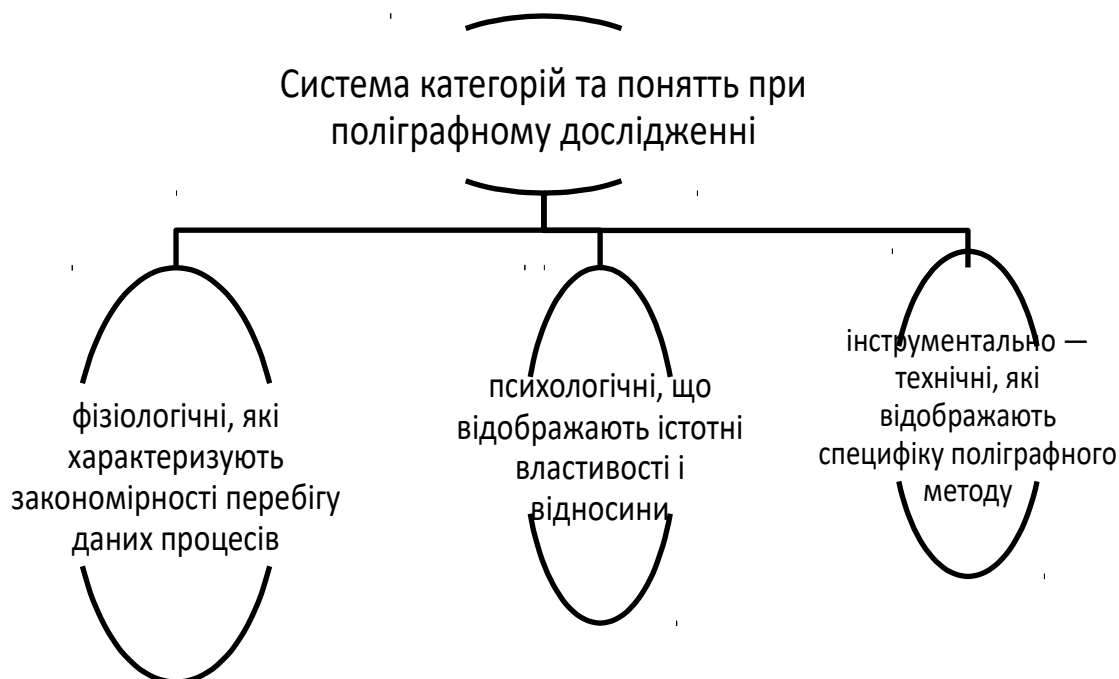 Система категорій та понятть при
поліграфному дослідженні
фізіологічні, які
характеризують
закономірності перебігу
даних процесів
психологічні, що
відображають істотні
властивості і
відносини
інструментально —
технічні, які
відображають
специфіку поліграфного
методу